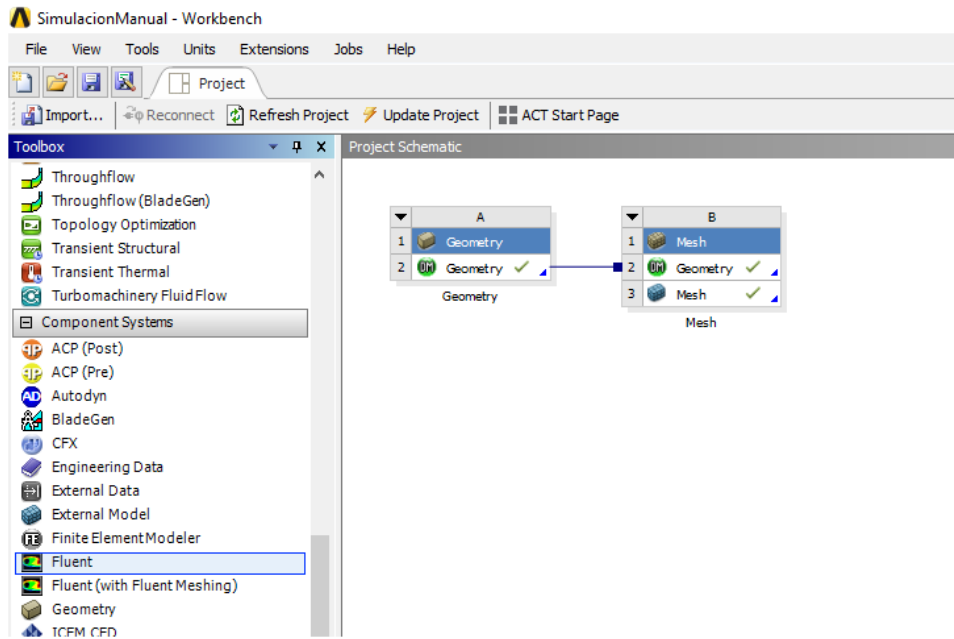 SimulacionManual - Workbench
File View Tools Units Extensions Jobs Help
Project
Import... Reconnect Refresh Project Update Project ACT Start Page
Toolbox
Throughflow
Throughflow (BladeGen)
Topology Optimization
Transient Structural
Transient Thermal
Turbomachinery Fluid Flow
Component Systems
ACP (Post)
ACP (Pre)
Autodyn
BladeGen
CFX
Engineering Data
External Data
External Model
Finite Element Modeler
Fluent
Fluent (with Fluent Meshing)
Geometry
ICEM CFD
Project Schematic
A
1 Geometry
2 Geometry
Geometry
B
1 Mesh
2 Geometry
3 Mesh
Mesh